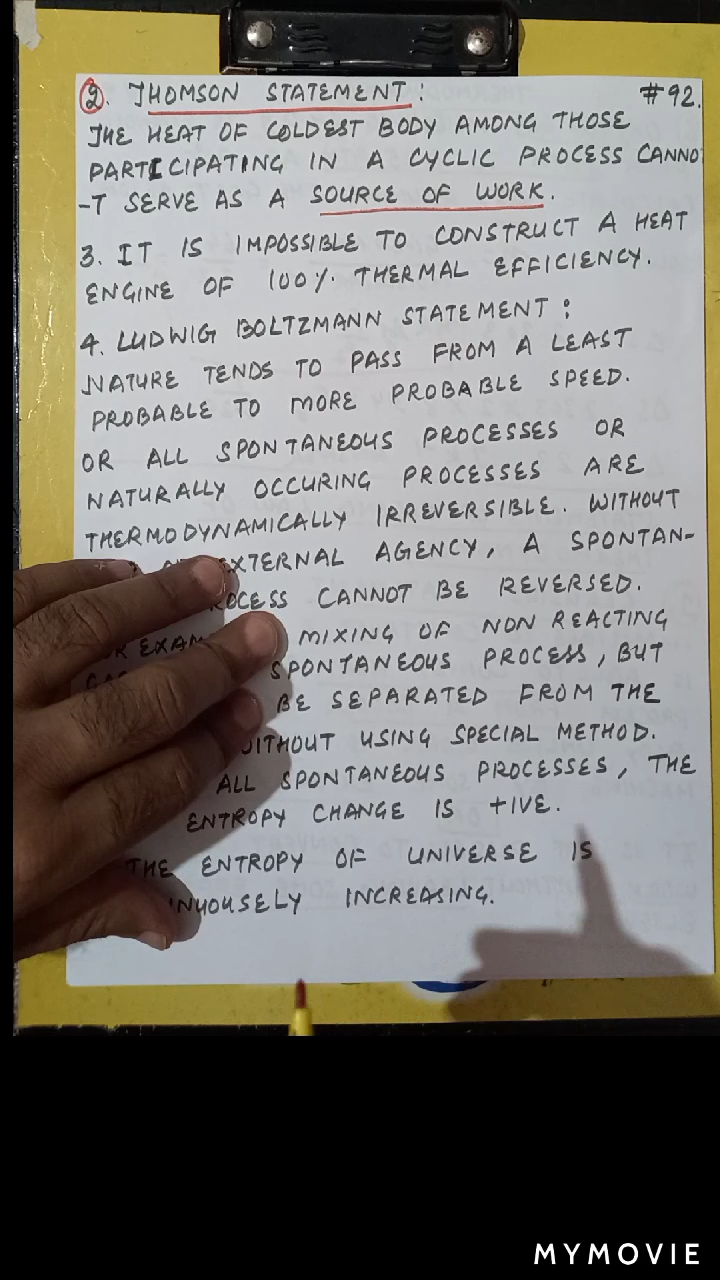 2. THOMSON STATEMENT: #92.
THE HEAT OF COLDEST BODY AMONG THOSE
PARTICIPATING IN A CYCLIC PROCESS CANNO
-T SERVE AS A SOURCE OF WORK.
3. IT IS IMPOSSIBLE TO CONSTRUCT A HEAT
ENGINE OF 100% THERMAL EFFICIENCY.
4. LUDWIG BOLTZMANN STATEMENT:
NATURE TENDS TO PASS FROM A LEAST
PROBABLE TO MORE PROBABLE SPEED.
OR ALL SPONTANEOUS PROCESSES OR
NATURALLY OCCURING PROCESSES ARE
THERMODYNAMICALLY IRREVERSIBLE. WITHOUT
EXTERNAL AGENCY, A SPONTAN-
CANNOT BE REVERSED.
MIXING OF NON REACTING
SPONTANEOUS PROCESS, BUT
BE SEPARATED FROM THE
WITHOUT USING SPECIAL METHOD.
ALL SPONTANEOUS PROCESSES, THE
ENTROPY CHANGE IS +IVE.
THE ENTROPY OF UNIVERSE IS
INCREASING.
MYMOVIE